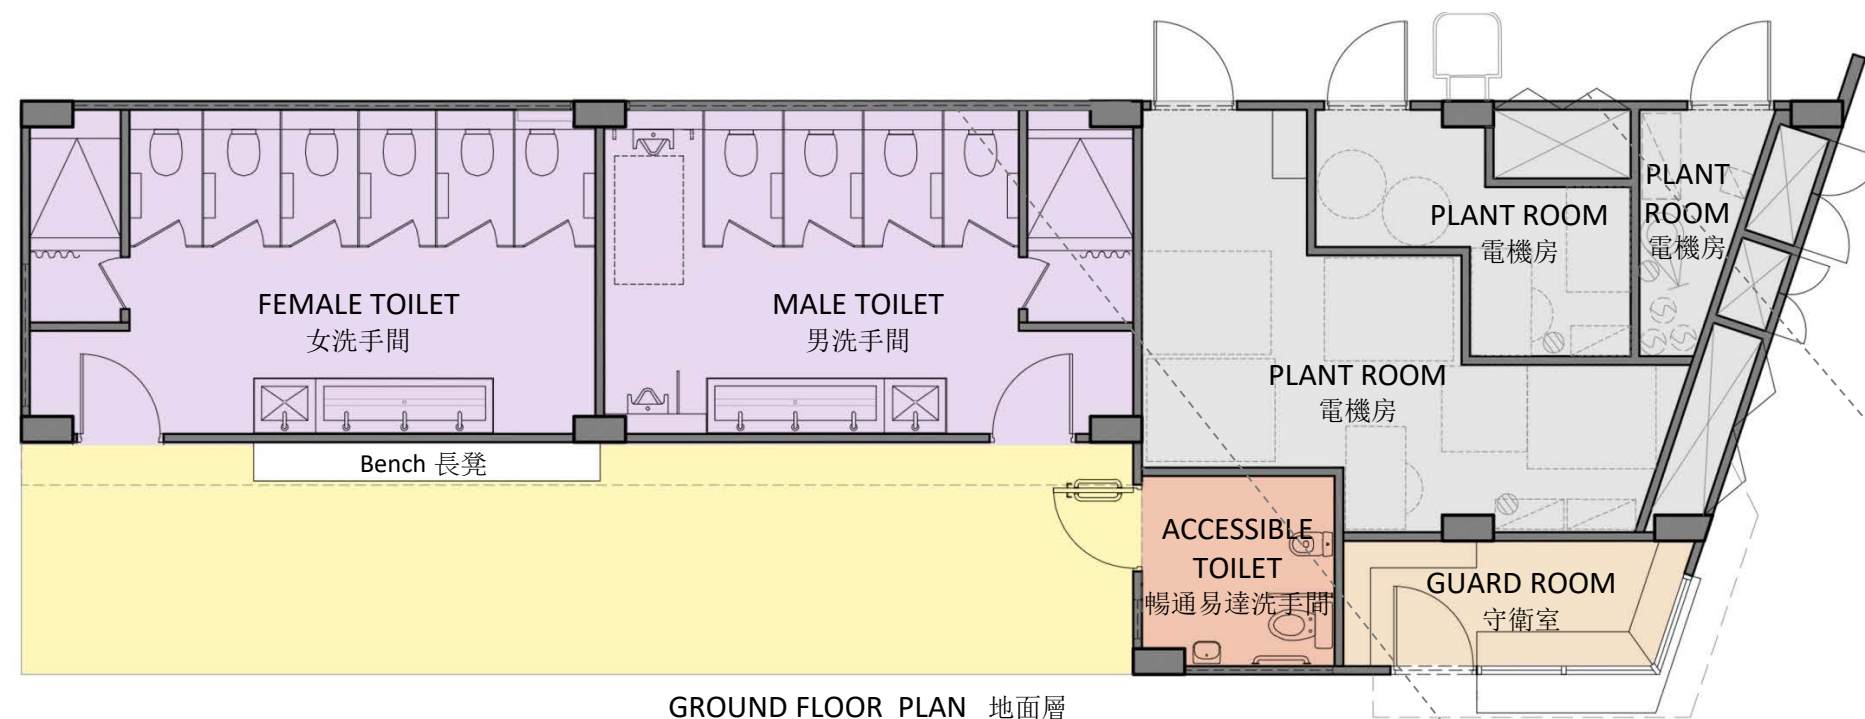 FEMALE TOILET
女洗手間
MALE TOILET
男洗手間
PLANT ROOM
電機房
PLANT
ROOM
電機房
PLANT ROOM
電機房
Bench 長凳
ACCESSIBLE
TOILET
暢通易達洗手間
GUARD ROOM
守衛室
GROUND FLOOR PLAN 地面層